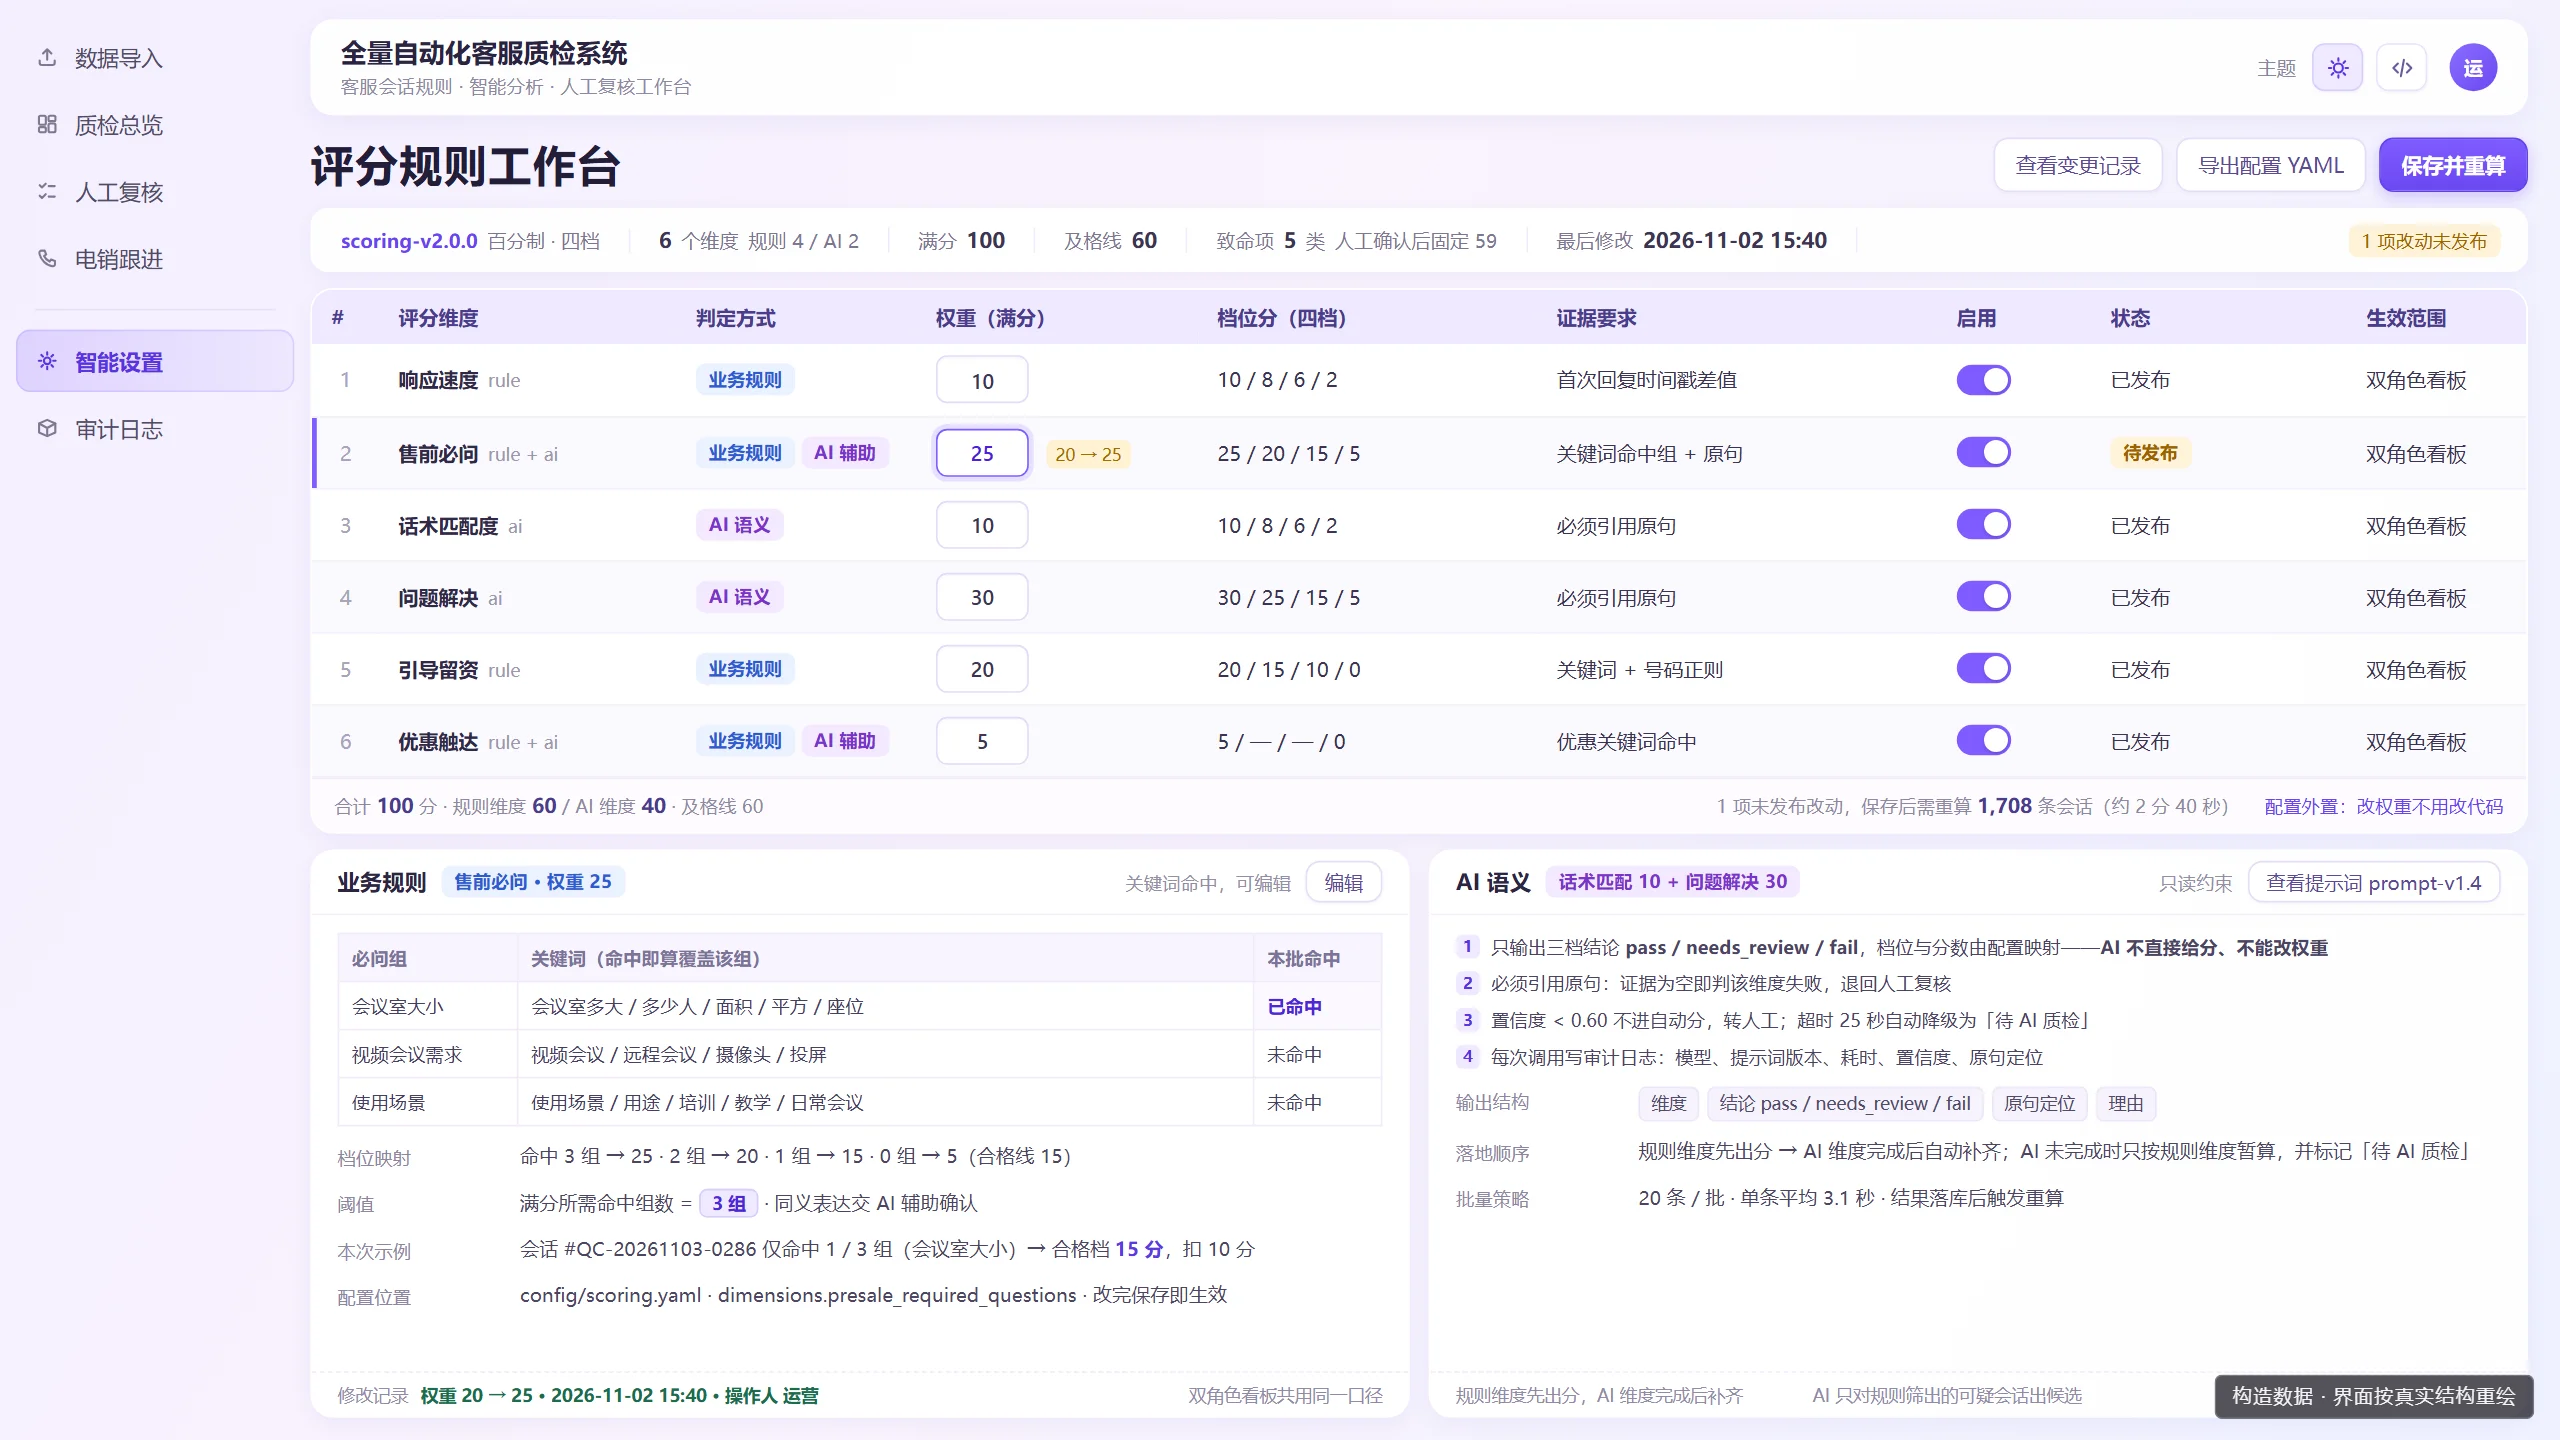 数据导入
质检总览
人工复核
电销跟进
智能设置
审计日志
全量自动化客服质检系统
客服会话规则 · 智能分析 · 人工复核工作台
主题
运
评分规则工作台
查看变更记录
导出配置 YAML
保存并重算
scoring-v2.0.0 百分制 · 四档 6 个维度 规则 4 / AI 2 满分 100 及格线 60 致命项 5 类 人工确认后固定 59 最后修改 2026-11-02 15:40 1 项改动未发布
# 评分维度 判定方式 权重（满分） 档位分（四档） 证据要求 启用 状态 生效范围
1 响应速度 rule 业务规则 10 10 / 8 / 6 / 2 首次回复时间戳差值 已发布 双角色看板
2 售前必问 rule + ai 业务规则 AI 辅助 25 20 → 25 25 / 20 / 15 / 5 关键词命中组 + 原句 待发布 双角色看板
3 话术匹配度 ai AI 语义 10 10 / 8 / 6 / 2 必须引用原句 已发布 双角色看板
4 问题解决 ai AI 语义 30 30 / 25 / 15 / 5 必须引用原句 已发布 双角色看板
5 引导留资 rule 业务规则 20 20 / 15 / 10 / 0 关键词 + 号码正则 已发布 双角色看板
6 优惠触达 rule + ai 业务规则 AI 辅助 5 5 / — / — / 0 优惠关键词命中 已发布 双角色看板
合计 100 分 · 规则维度 60 / AI 维度 40 · 及格线 60 1 项未发布改动，保存后需重算 1,708 条会话（约 2 分 40 秒） 配置外置：改权重不用改代码
业务规则 售前必问 • 权重 25 关键词命中，可编辑 编辑
必问组 关键词（命中即算覆盖该组） 本批命中
会议室大小 会议室多大 / 多少人 / 面积 / 平方 / 座位 已命中
视频会议需求 视频会议 / 远程会议 / 摄像头 / 投屏 未命中
使用场景 使用场景 / 用途 / 培训 / 教学 / 日常会议 未命中
档位映射 命中 3 组 → 25 · 2 组 → 20 · 1 组 → 15 · 0 组 → 5（合格线 15）
阈值 满分所需命中组数 = 3 组 · 同义表达交 AI 辅助确认
本次示例 会话 #QC-20261103-0286 仅命中 1 / 3 组（会议室大小）→ 合格档 15 分，扣 10 分
配置位置 config/scoring.yaml · dimensions.presale_required_questions · 改完保存即生效
修改记录 权重 20 → 25 • 2026-11-02 15:40 • 操作人 运营 双角色看板共用同一口径
AI 语义 话术匹配 10 + 问题解决 30 只读约束 查看提示词 prompt-v1.4
1 只输出三档结论 pass / needs_review / fail，档位与分数由配置映射——AI 不直接给分、不能改权重
2 必须引用原句：证据为空即判该维度失败，退回人工复核
3 置信度 < 0.60 不进自动分，转人工；超时 25 秒自动降级为「待 AI 质检」
4 每次调用写审计日志：模型、提示词版本、耗时、置信度、原句定位
输出结构 维度 结论 pass / needs_review / fail 原句定位 理由
落地顺序 规则维度先出分 → AI 维度完成后自动补齐；AI 未完成时只按规则维度暂算，并标记「待 AI 质检」
批量策略 20 条 / 批 · 单条平均 3.1 秒 · 结果落库后触发重算
规则维度先出分，AI 维度完成后补齐 AI 只对规则筛出的可疑会话出候选
构造数据 · 界面按真实结构重绘